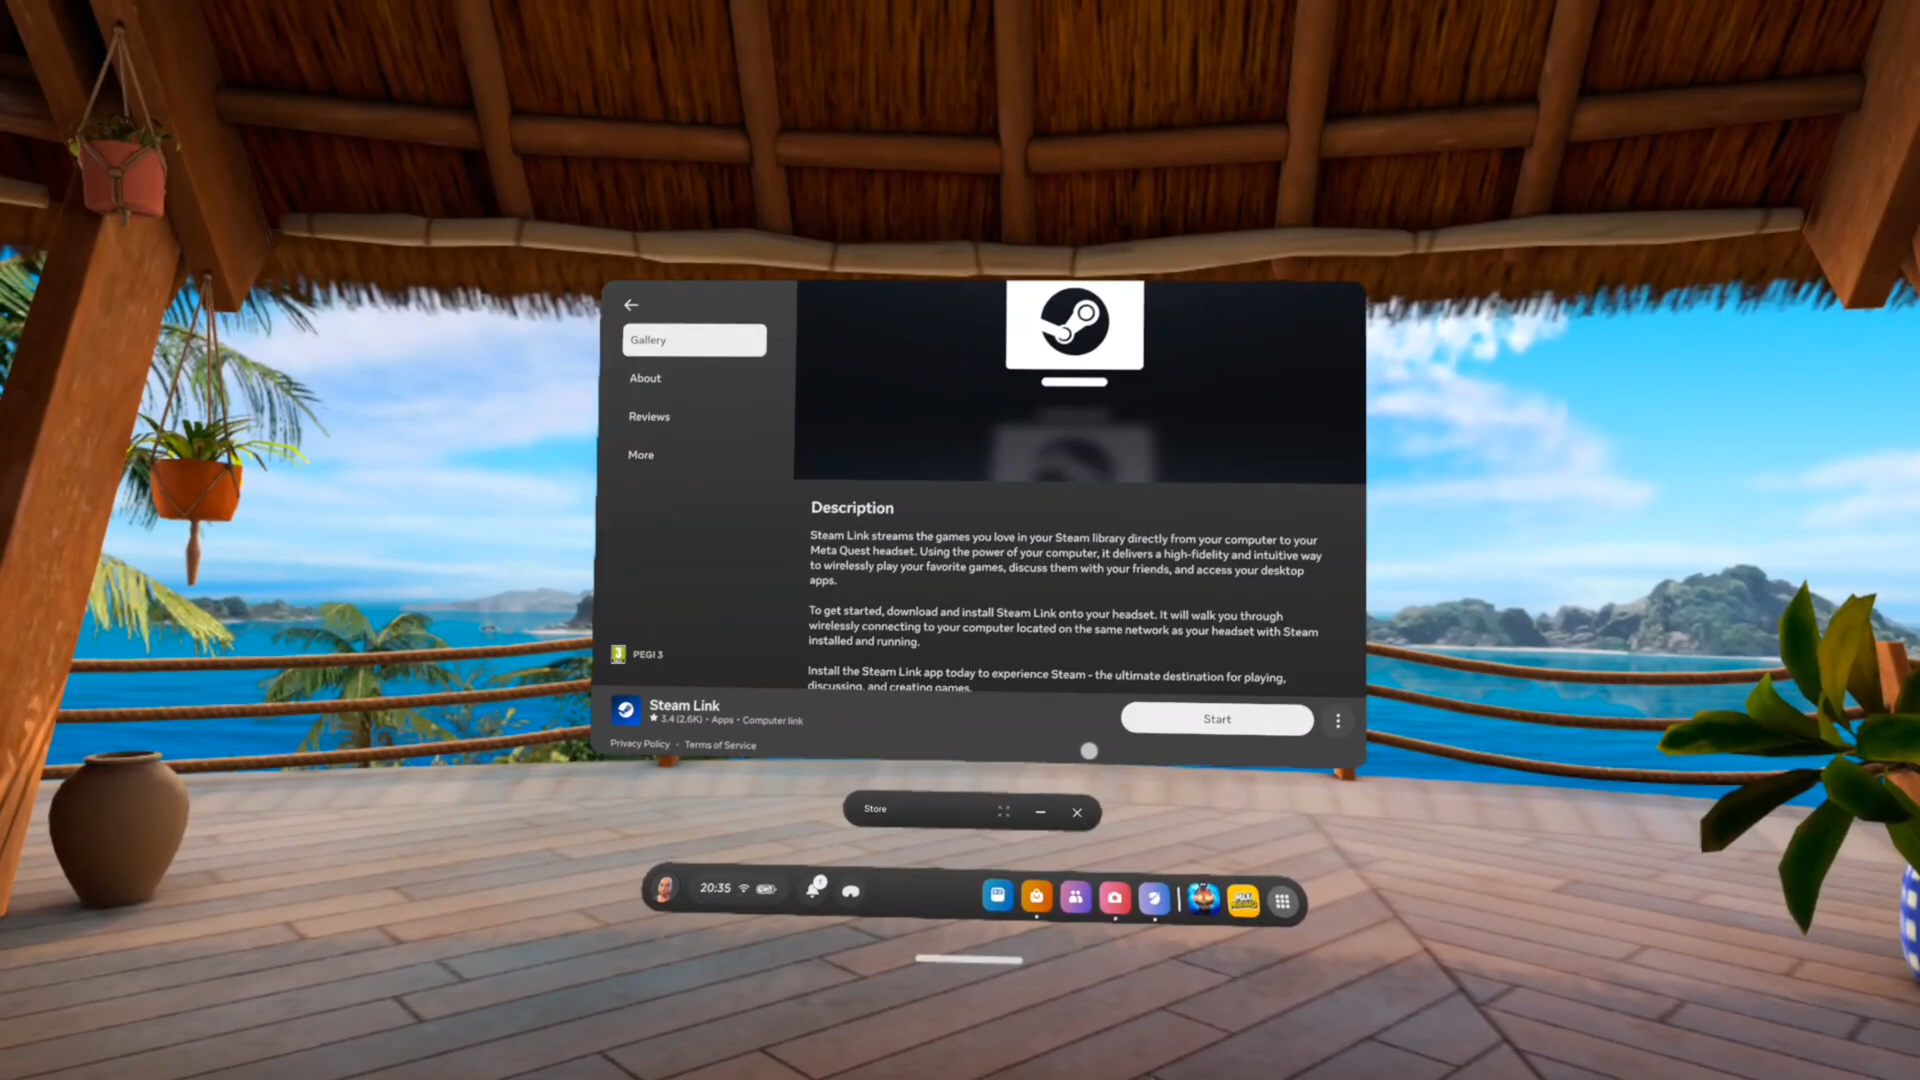 Gallery
About
Reviews
More
Description
Steam Link streams the games you love in your Steam library directly from your computer to your
Meta Quest headset. Using the power of your computer, it delivers a high-fidelity and intuitive way
to wirelessly play your favorite games, discuss them with your friends, and access your desktop
apps.
To get started, download and install Steam Link onto your headset. It will walk you through
wirelessly connecting to your computer located on the same network as your headset with Steam
installed and running.
Install the Steam Link app today to experience Steam - the ultimate destination for playing,
discussing, and creating games.
3 PEGI 3
Steam Link
3.4 (2.6K) • Apps • Computer link
Start
Privacy Policy • Terms of Service
Store
20:35
1
MAX